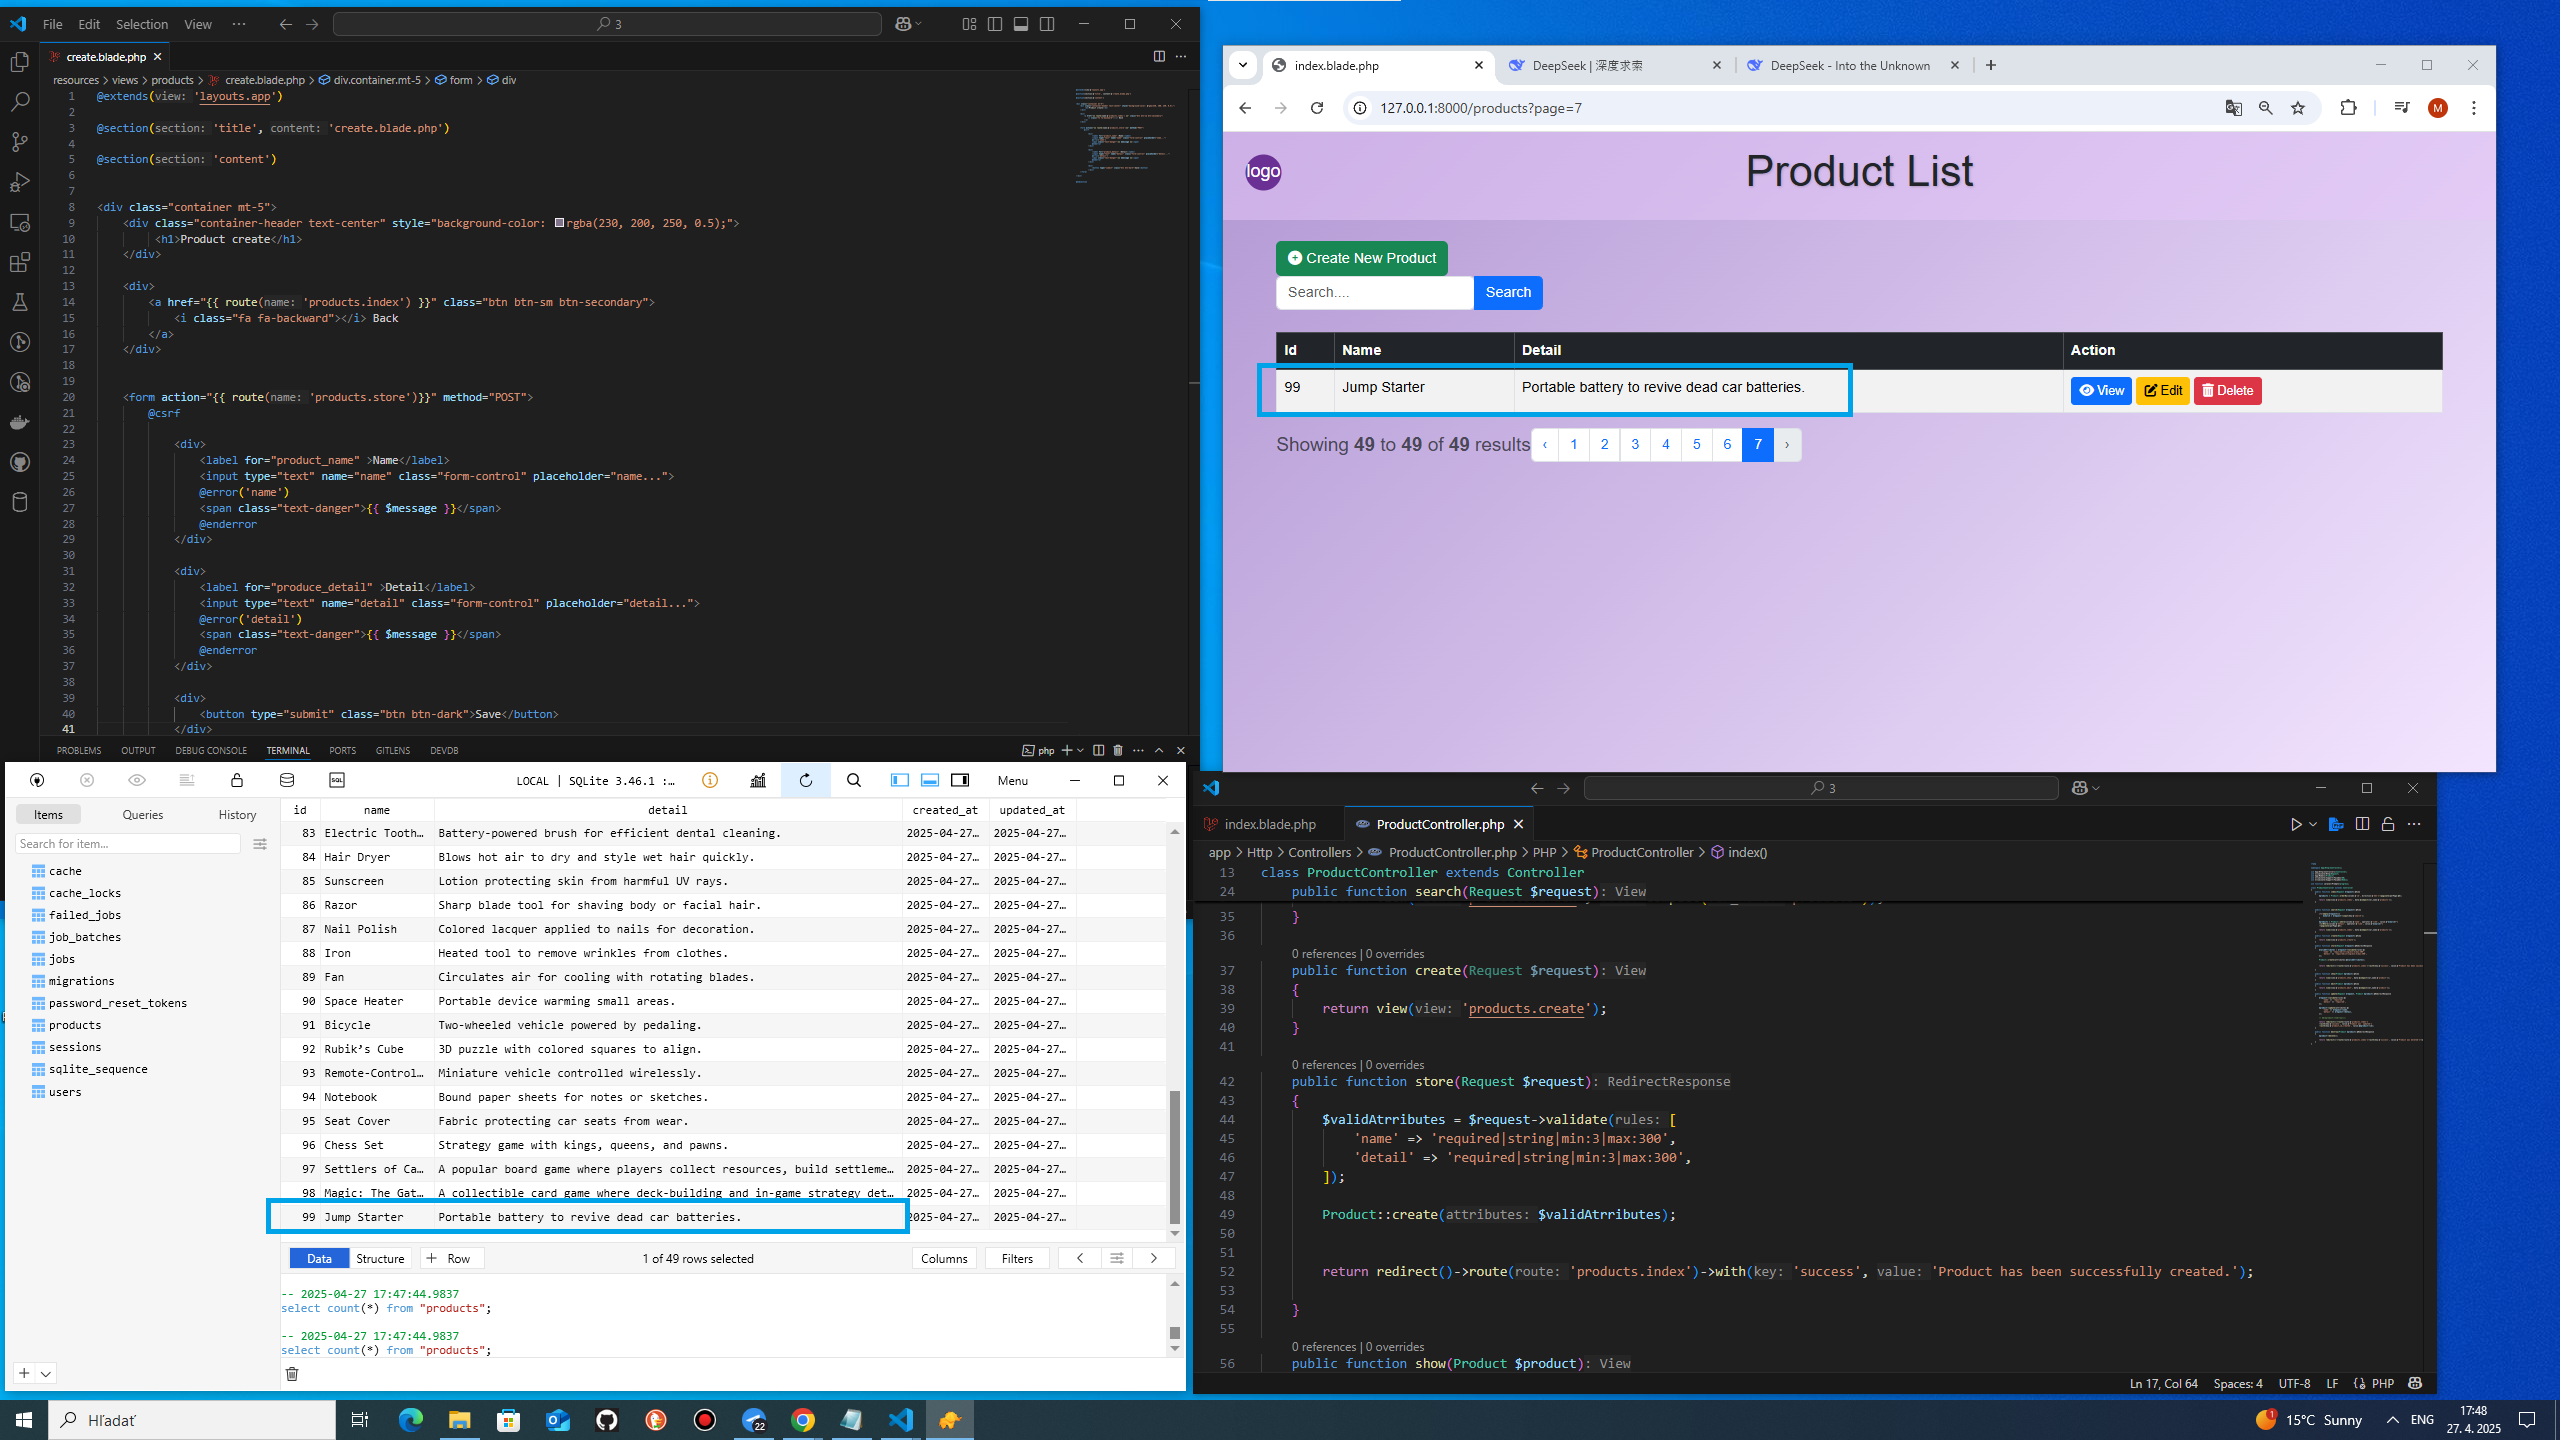 File Edit Selection View ··· 3
create.blade.php
resources > views > products > create.blade.php > div.container.mt-5 > form > div
1 @extends(view: 'layouts.app')
2
3 @section(section: 'title', content: 'create.blade.php')
4
5 @section(section: 'content')
6
7
8 <div class="container mt-5">
9 <div class="container-header text-center" style="background-color: rgba(230, 200, 250, 0.5);">
10 <h1>Product create</h1>
11 </div>
12
13 <div>
14 <a href="{{ route(name: 'products.index') }}" class="btn btn-sm btn-secondary">
15 <i class="fa fa-backward"></i> Back
16 </a>
17 </div>
18
19
20 <form action="{{ route(name: 'products.store')}}" method="POST">
21 @csrf
22
23 <div>
24 <label for="product_name" >Name</label>
25 <input type="text" name="name" class="form-control" placeholder="name...">
26 @error('name')
27 <span class="text-danger">{{ $message }}</span>
28 @enderror
29 </div>
30
31 <div>
32 <label for="produce_detail" >Detail</label>
33 <input type="text" name="detail" class="form-control" placeholder="detail...">
34 @error('detail')
35 <span class="text-danger">{{ $message }}</span>
36 @enderror
37 </div>
38
39 <div>
40 <button type="submit" class="btn btn-dark">Save</button>
41 </div>
PROBLEMS OUTPUT DEBUG CONSOLE TERMINAL PORTS GITLENS DEVDB php
index.blade.php DeepSeek | 深度求索 DeepSeek - Into the Unknown
127.0.0.1:8000/products?page=7 M
logo Product List
Create New Product
Search.... Search
Id Name Detail Action
99 Jump Starter Portable battery to revive dead car batteries. View Edit Delete
Showing 49 to 49 of 49 results ‹ 1 2 3 4 5 6 7 ›
SQL LOCAL | SQLite 3.46.1 :… Menu
Items Queries History
Search for item...
cache
cache_locks
failed_jobs
job_batches
jobs
migrations
password_reset_tokens
products
sessions
sqlite_sequence
users
id name detail created_at updated_at
83 Electric Tooth… Battery-powered brush for efficient dental cleaning. 2025-04-27… 2025-04-27…
84 Hair Dryer Blows hot air to dry and style wet hair quickly. 2025-04-27… 2025-04-27…
85 Sunscreen Lotion protecting skin from harmful UV rays. 2025-04-27… 2025-04-27…
86 Razor Sharp blade tool for shaving body or facial hair. 2025-04-27… 2025-04-27…
87 Nail Polish Colored lacquer applied to nails for decoration. 2025-04-27… 2025-04-27…
88 Iron Heated tool to remove wrinkles from clothes. 2025-04-27… 2025-04-27…
89 Fan Circulates air for cooling with rotating blades. 2025-04-27… 2025-04-27…
90 Space Heater Portable device warming small areas. 2025-04-27… 2025-04-27…
91 Bicycle Two-wheeled vehicle powered by pedaling. 2025-04-27… 2025-04-27…
92 Rubik’s Cube 3D puzzle with colored squares to align. 2025-04-27… 2025-04-27…
93 Remote-Control… Miniature vehicle controlled wirelessly. 2025-04-27… 2025-04-27…
94 Notebook Bound paper sheets for notes or sketches. 2025-04-27… 2025-04-27…
95 Seat Cover Fabric protecting car seats from wear. 2025-04-27… 2025-04-27…
96 Chess Set Strategy game with kings, queens, and pawns. 2025-04-27… 2025-04-27…
97 Settlers of Ca… A popular board game where players collect resources, build settleme… 2025-04-27… 2025-04-27…
98 Magic: The Gat… A collectible card game where deck-building and in-game strategy det… 2025-04-27… 2025-04-27…
99 Jump Starter Portable battery to revive dead car batteries. 2025-04-27… 2025-04-27…
Data Structure + Row 1 of 49 rows selected Columns Filters
-- 2025-04-27 17:47:44.9837
select count(*) from "products";
-- 2025-04-27 17:47:44.9837
select count(*) from "products";
3
index.blade.php ProductController.php
app > Http > Controllers > ProductController.php > PHP > ProductController > index()
13 class ProductController extends Controller
24 public function search(Request $request): View
35 }
36
0 references | 0 overrides
37 public function create(Request $request): View
38 {
39 return view(view: 'products.create');
40 }
41
0 references | 0 overrides
42 public function store(Request $request): RedirectResponse
43 {
44 $validAtrributes = $request->validate(rules: [
45 'name' => 'required|string|min:3|max:300',
46 'detail' => 'required|string|min:3|max:300',
47 ]);
48
49 Product::create(attributes: $validAtrributes);
50
51
52 return redirect()->route(route: 'products.index')->with(key: 'success', value: 'Product has been successfully created.');
53
54 }
55
0 references | 0 overrides
56 public function show(Product $product): View
Ln 17, Col 64 Spaces: 4 UTF-8 LF PHP
Hľadať 22 1 15°C Sunny ENG 17:48
27. 4. 2025